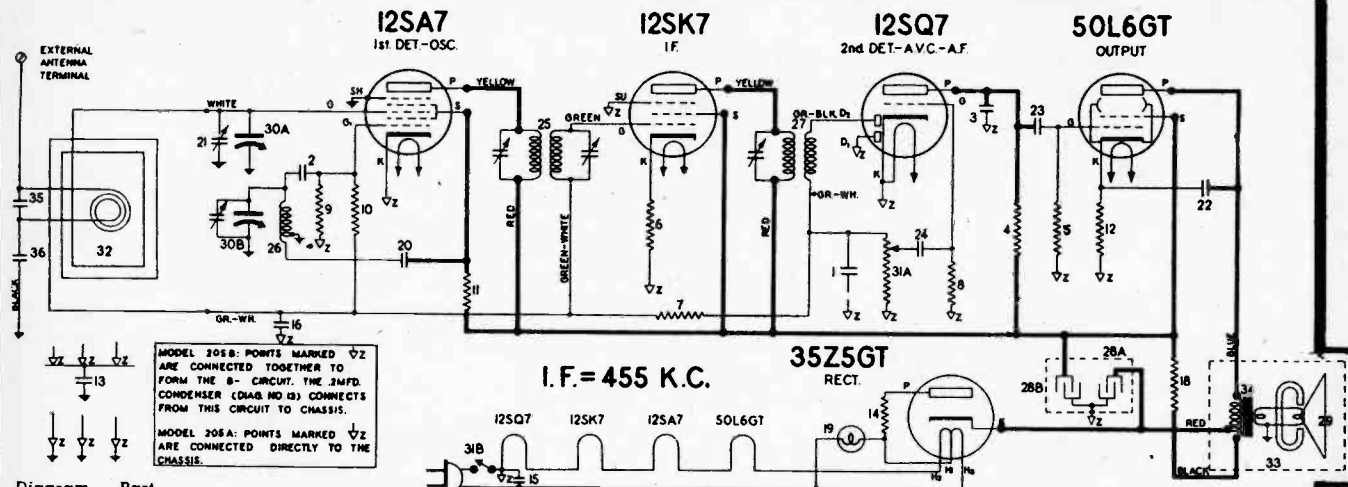 12SA7
1st. DET.-OSC.
12SK7
I.F.
12SQ7
2nd. DET.-A.V.C.-A.F.
50L6GT
OUTPUT
EXTERNAL
ANTENNA
TERMINAL
WHITE
SH
G
G₁
P
YELLOW
S
K
Z
21
30A
2
30B
9
10
26
Z
20
35
36
32
BLACK
GR.-WH.
16
Z
11
25
RED
GREEN
GREEN-WHITE
SU
Z
G
P
YELLOW
S
K
6
Z
7
27
RED
GR-BLK. D₂
D₁
Z
GR-WH.
K
Z
P
G
3
Z
1
Z
31A
Z
24
8
Z
4
23
G
P
S
K
5
Z
12
Z
22
BLUE
Z Z Z
13
Z Z Z
MODEL 205B: POINTS MARKED Z
ARE CONNECTED TOGETHER TO
FORM THE B- CIRCUIT. THE .2MFD.
CONDENSER (DIAG. NO 13) CONNECTS
FROM THIS CIRCUIT TO CHASSIS.
MODEL 205A: POINTS MARKED Z
ARE CONNECTED DIRECTLY TO THE
CHASSIS.
I.F. = 455 K.C.
35Z5GT
RECT.
12SQ7
12SK7
12SA7
50L6GT
31B
Z
15
19
14
P
K
H₂
H₁
H₃
28B
28A
Z
18
RED
BLACK
34
29
33
Diagram Part